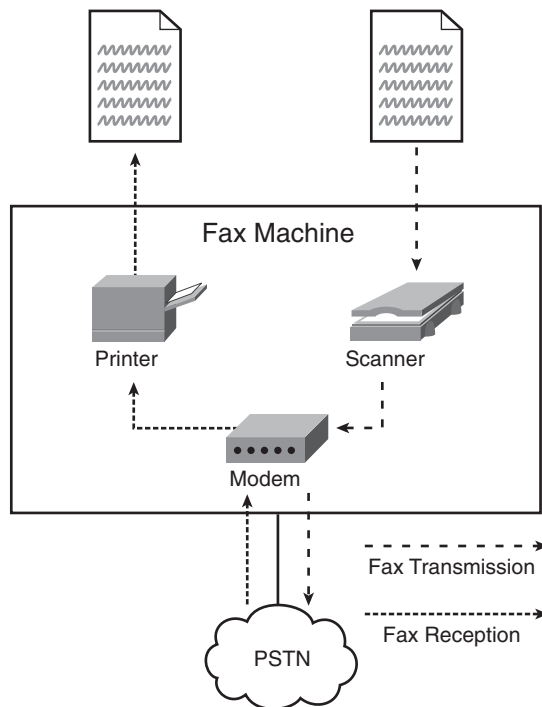 Fax Machine
Printer
Scanner
Modem
Fax Transmission
Fax Reception
PSTN